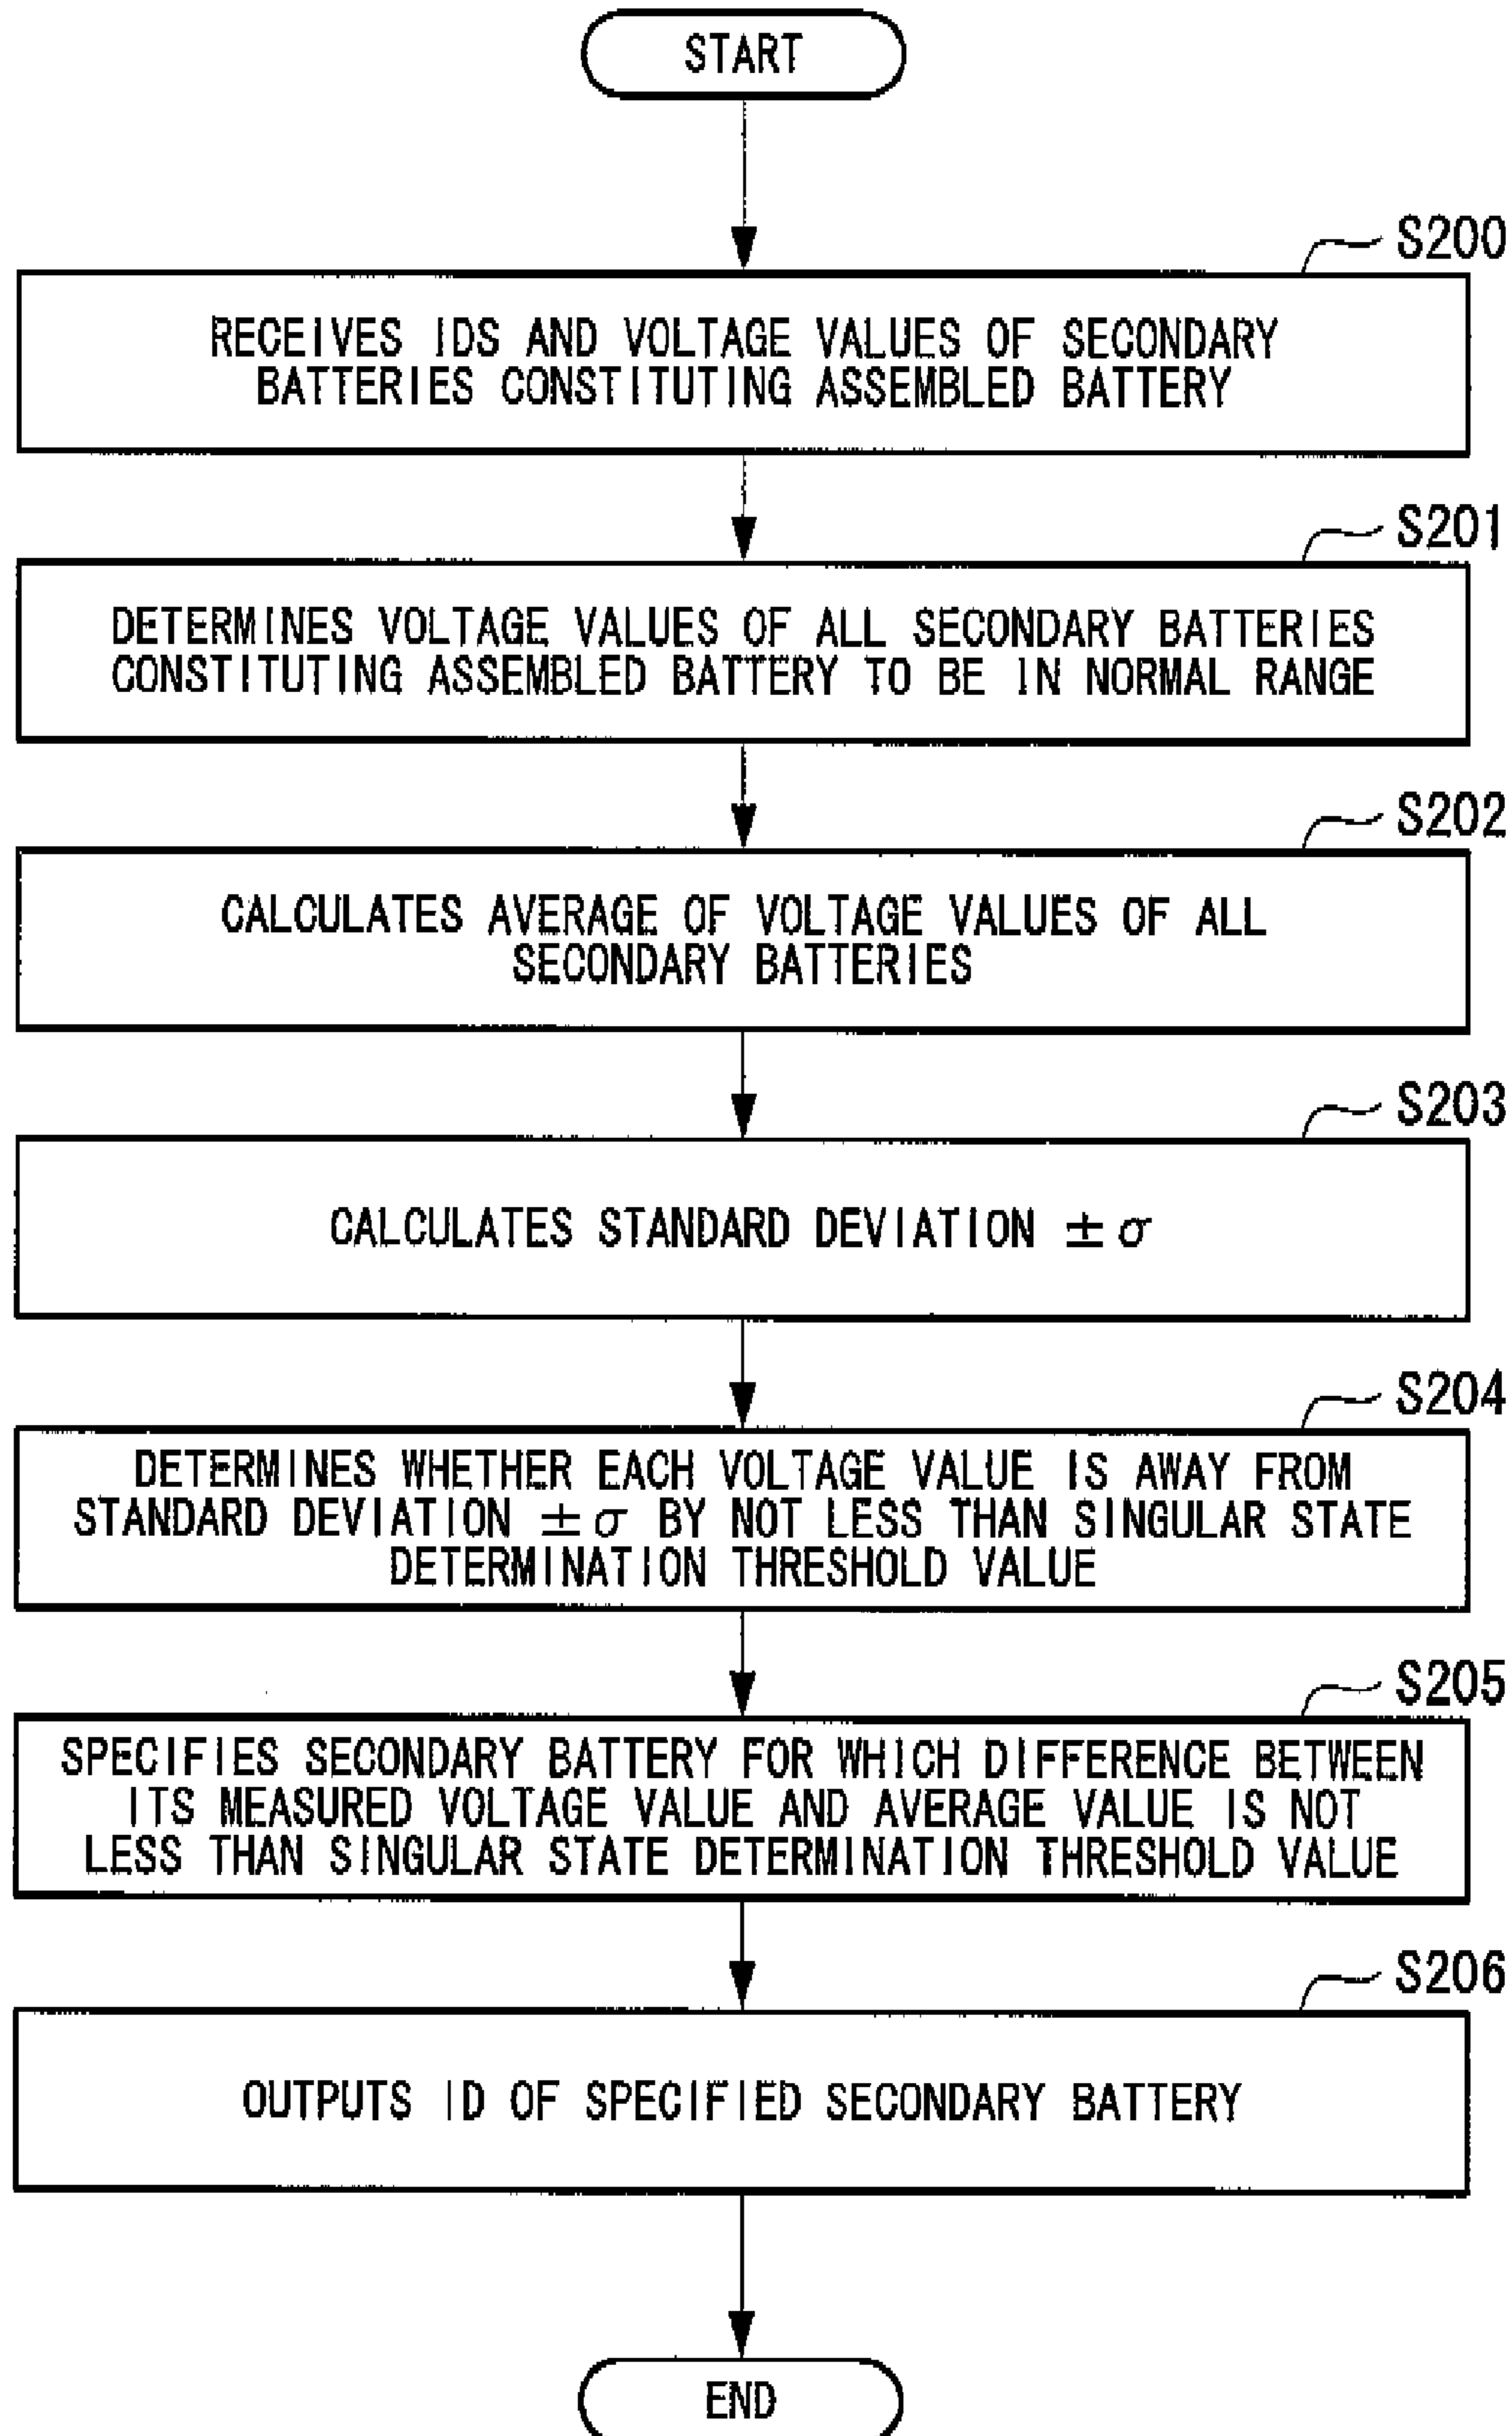 START
S200
RECEIVES IDS AND VOLTAGE VALUES OF SECONDARY
BATTERIES CONSTITUTING ASSEMBLED BATTERY
S201
DETERMINES VOLTAGE VALUES OF ALL SECONDARY BATTERIES
CONSTITUTING ASSEMBLED BATTERY TO BE IN NORMAL RANGE
S202
CALCULATES AVERAGE OF VOLTAGE VALUES OF ALL
SECONDARY BATTERIES
S203
CALCULATES STANDARD DEVIATION ±σ
S204
DETERMINES WHETHER EACH VOLTAGE VALUE IS AWAY FROM
STANDARD DEVIATION ±σ BY NOT LESS THAN SINGULAR STATE
DETERMINATION THRESHOLD VALUE
S205
SPECIFIES SECONDARY BATTERY FOR WHICH DIFFERENCE BETWEEN
ITS MEASURED VOLTAGE VALUE AND AVERAGE VALUE IS NOT
LESS THAN SINGULAR STATE DETERMINATION THRESHOLD VALUE
S206
OUTPUTS ID OF SPECIFIED SECONDARY BATTERY
END